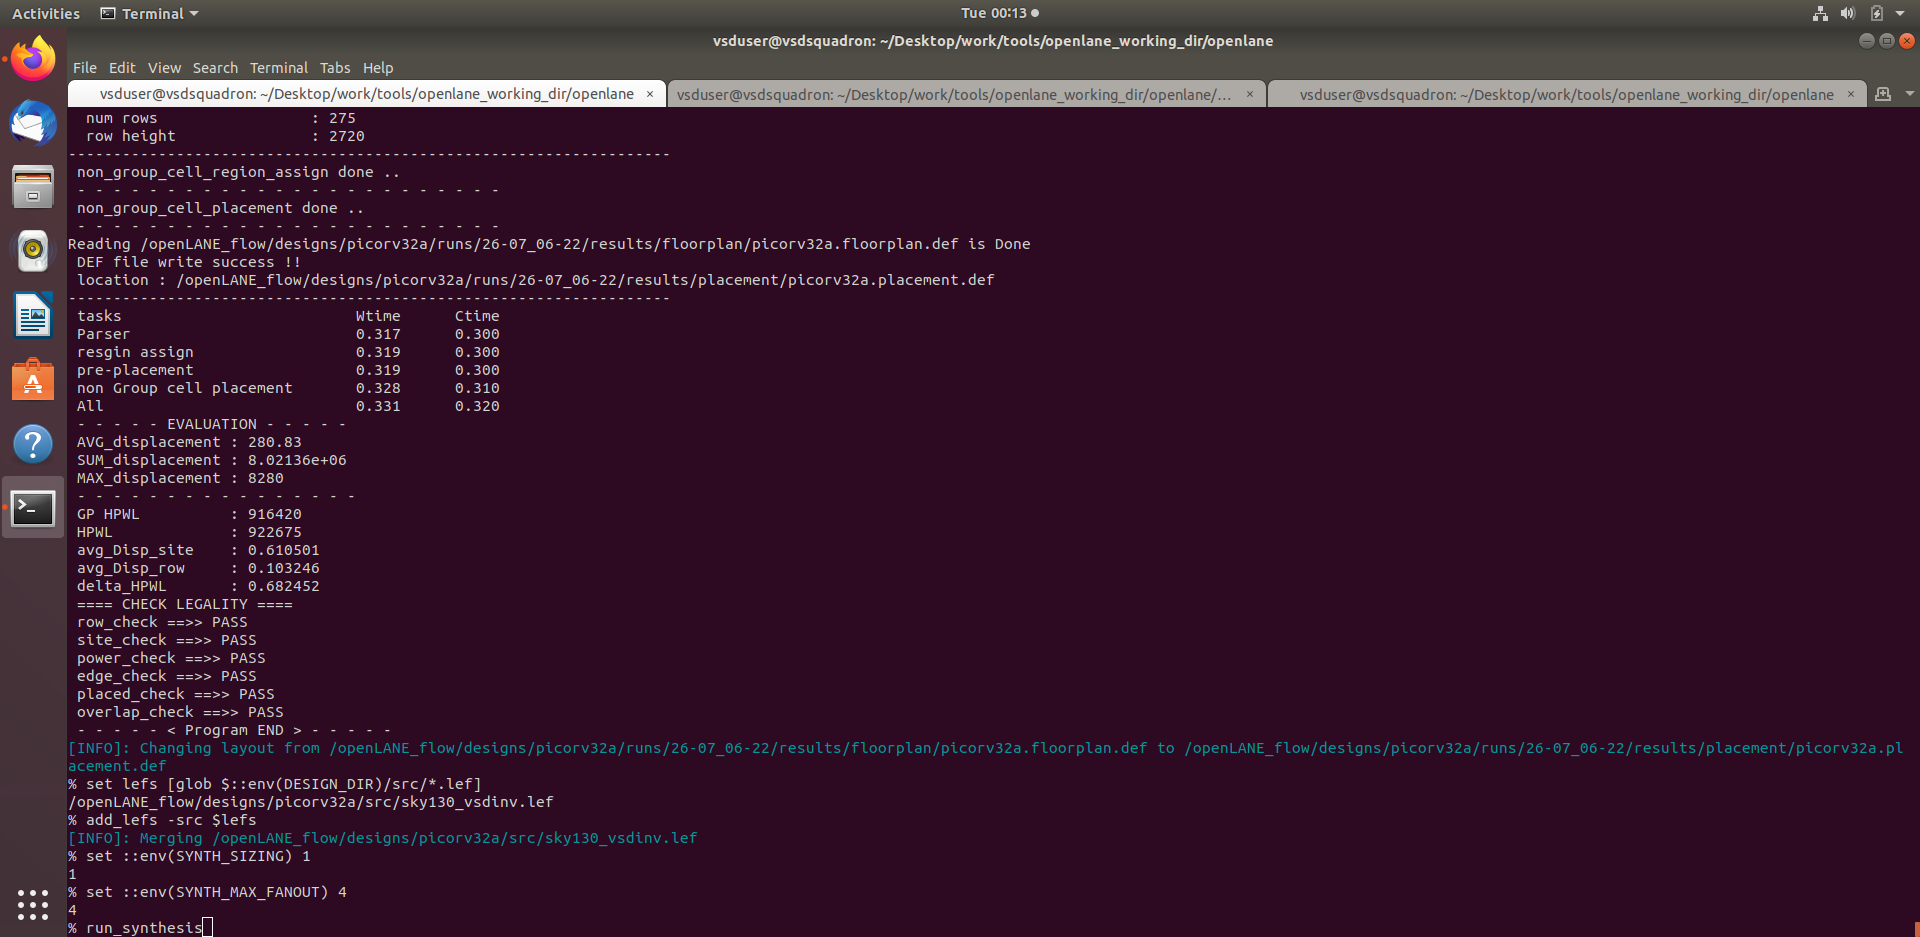 Activities Terminal Tue 00:13
vsduser@vsdsquadron: ~/Desktop/work/tools/openlane_working_dir/openlane
File Edit View Search Terminal Tabs Help
vsduser@vsdsquadron: ~/Desktop/work/tools/openlane_working_dir/openlane × vsduser@vsdsquadron: ~/Desktop/work/tools/openlane_working_dir/openlane/... × vsduser@vsdsquadron: ~/Desktop/work/tools/openlane_working_dir/openlane ×
num rows : 275
row height : 2720
-------------------------------------------------------------------
non_group_cell_region_assign done ..
- - - - - - - - - - - - - - - - - - - - - - - -
non_group_cell_placement done ..
- - - - - - - - - - - - - - - - - - - - - - - -
Reading /openLANE_flow/designs/picorv32a/runs/26-07_06-22/results/floorplan/picorv32a.floorplan.def is Done
DEF file write success !!
location : /openLANE_flow/designs/picorv32a/runs/26-07_06-22/results/placement/picorv32a.placement.def
-------------------------------------------------------------------
tasks Wtime Ctime
Parser 0.317 0.300
resgin assign 0.319 0.300
pre-placement 0.319 0.300
non Group cell placement 0.328 0.310
All 0.331 0.320
- - - - - EVALUATION - - - - -
AVG_displacement : 280.83
SUM_displacement : 8.02136e+06
MAX_displacement : 8280
- - - - - - - - - - - - - - - -
GP HPWL : 916420
HPWL : 922675
avg_Disp_site : 0.610501
avg_Disp_row : 0.103246
delta_HPWL : 0.682452
==== CHECK LEGALITY ====
row_check ==>> PASS
site_check ==>> PASS
power_check ==>> PASS
edge_check ==>> PASS
placed_check ==>> PASS
overlap_check ==>> PASS
- - - - - < Program END > - - - - -
[INFO]: Changing layout from /openLANE_flow/designs/picorv32a/runs/26-07_06-22/results/floorplan/picorv32a.floorplan.def to /openLANE_flow/designs/picorv32a/runs/26-07_06-22/results/placement/picorv32a.pl
acement.def
% set lefs [glob $::env(DESIGN_DIR)/src/*.lef]
/openLANE_flow/designs/picorv32a/src/sky130_vsdinv.lef
% add_lefs -src $lefs
[INFO]: Merging /openLANE_flow/designs/picorv32a/src/sky130_vsdinv.lef
% set ::env(SYNTH_SIZING) 1
1
% set ::env(SYNTH_MAX_FANOUT) 4
4
% run_synthesis